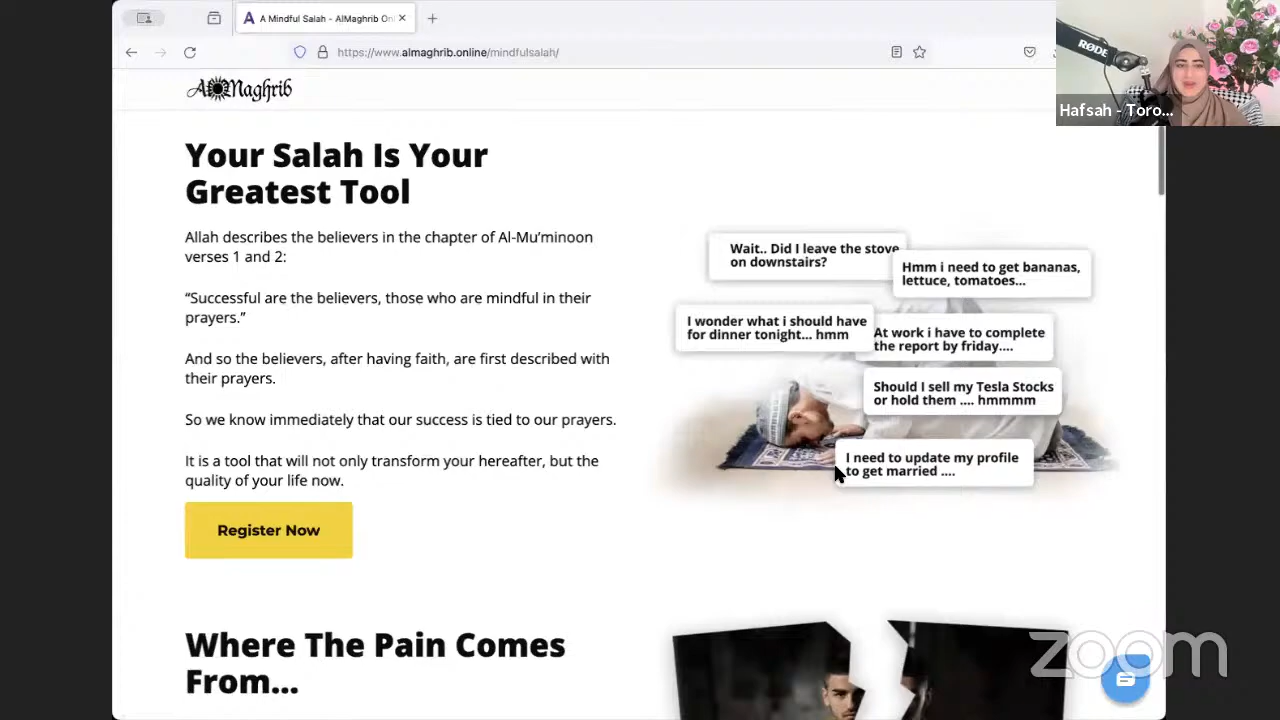 A Mindful Salah - AlMaghrib Onl
https://www.almaghrib.online/mindfulsalah/
AlMaghrib
RØDE
Hafsah - Toro...
Your Salah Is Your
Greatest Tool
Allah describes the believers in the chapter of Al-Mu’minoon
verses 1 and 2:
“Successful are the believers, those who are mindful in their
prayers.”
And so the believers, after having faith, are first described with
their prayers.
So we know immediately that our success is tied to our prayers.
It is a tool that will not only transform your hereafter, but the
quality of your life now.
Register Now
Wait.. Did I leave the stove
on downstairs?
Hmm i need to get bananas,
lettuce, tomatoes...
I wonder what i should have
for dinner tonight... hmm
At work i have to complete
the report by friday....
Should I sell my Tesla Stocks
or hold them .... hmmmm
I need to update my profile
to get married ....
Where The Pain Comes
From...
zoom